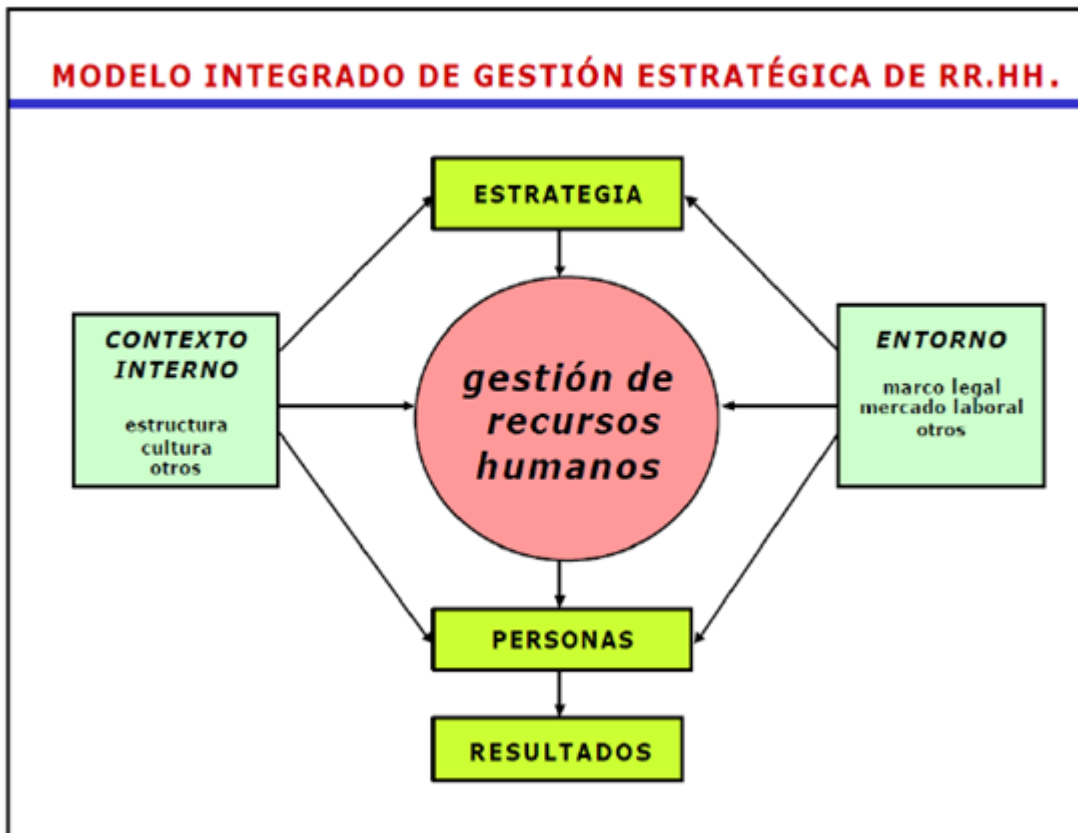 MODELO INTEGRADO DE GESTIÓN ESTRATÉGICA DE RR.HH.
ESTRATEGIA
CONTEXTO
INTERNO
estructura
cultura
otros
gestión de
recursos
humanos
ENTORNO
marco legal
mercado laboral
otros
PERSONAS
RESULTADOS